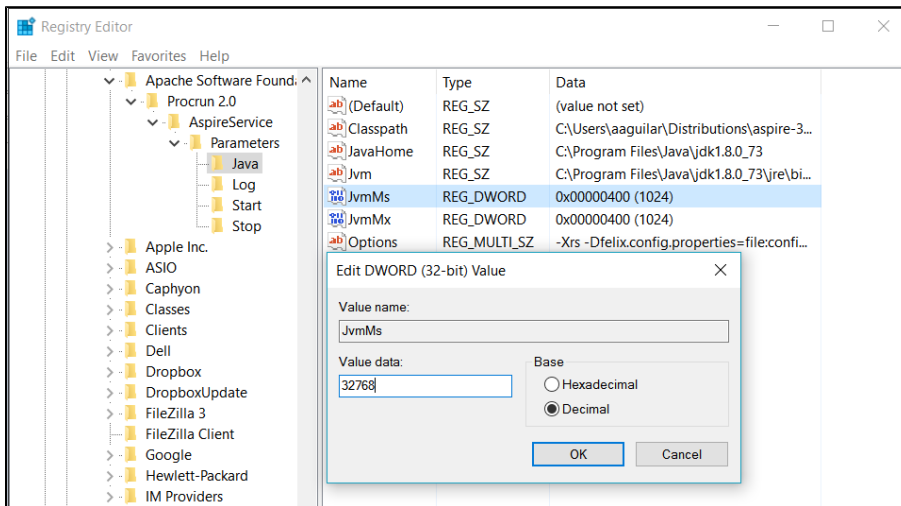 Registry Editor
File Edit View Favorites Help
Apache Software Founda
Procrun 2.0
AspireService
Parameters
Java
Log
Start
Stop
Apple Inc.
ASIO
Caphyon
Classes
Clients
Dell
Dropbox
DropboxUpdate
FileZilla 3
FileZilla Client
Google
Hewlett-Packard
IM Providers
Name Type Data
(Default) REG_SZ (value not set)
Classpath REG_SZ C:\Users\aaguilar\Distributions\aspire-3...
JavaHome REG_SZ C:\Program Files\Java\jdk1.8.0_73
Jvm REG_SZ C:\Program Files\Java\jdk1.8.0_73\jre\bi...
JvmMs REG_DWORD 0x00000400 (1024)
JvmMx REG_DWORD 0x00000400 (1024)
Options REG_MULTI_SZ -Xrs -Dfelix.config.properties=file:confi...
Edit DWORD (32-bit) Value
Value name:
JvmMs
Value data:
32768
Base
Hexadecimal
Decimal
OK Cancel